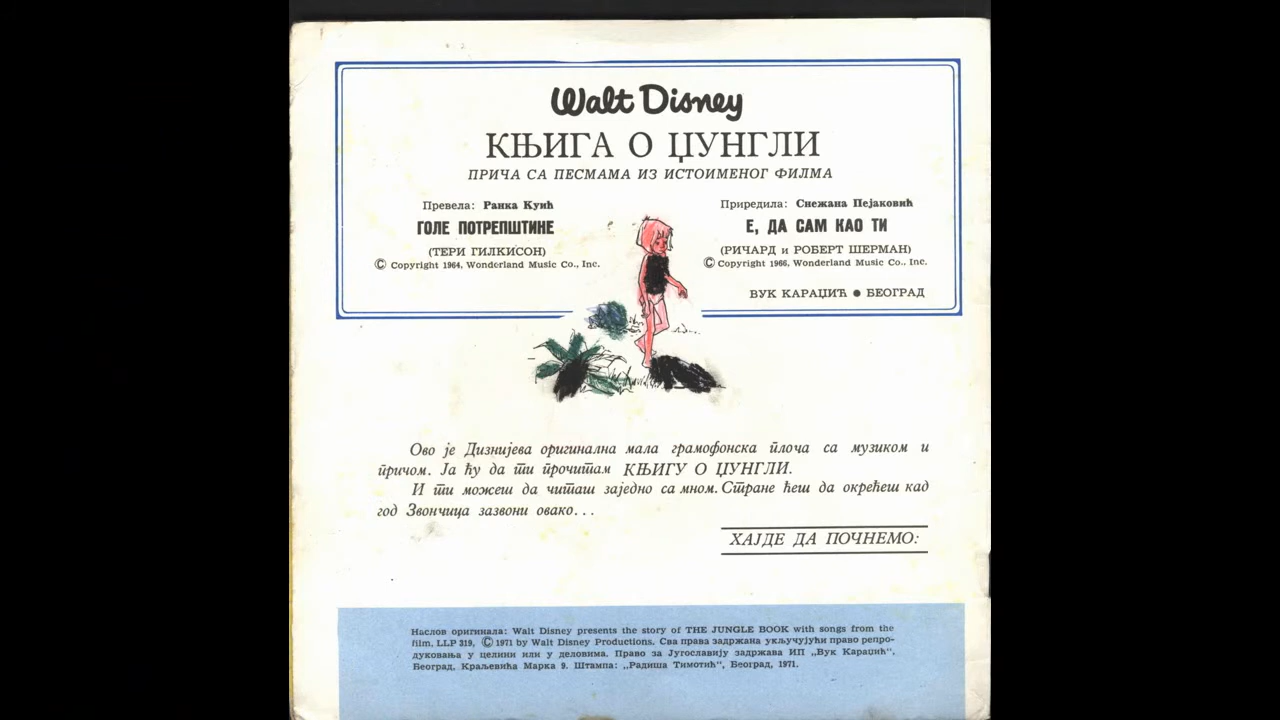 Walt Disney
КЊИГА О ЏУНГЛИ
ПРИЧА СА ПЕСМАМА ИЗ ИСТОИМЕНОГ ФИЛМА
Превела: Ранка Куић
ГОЛЕ ПОТРЕПШТИНЕ
(ТЕРИ ГИЛКИСОН)
© Copyright 1964, Wonderland Music Co., Inc.
Приредила: Снежана Пејаковић
Е, ДА САМ КАО ТИ
(РИЧАРД и РОБЕРТ ШЕРМАН)
© Copyright 1966, Wonderland Music Co., Inc.
ВУК КАРАЏИЋ ● БЕОГРАД
Ово је Дизнијева оригинална мала грамофонска плоча са музиком и
причом. Ја ћу да ти прочитам КЊИГУ О ЏУНГЛИ.
И ти можеш да читаш заједно са мном. Стране ћеш да окрећеш кад
год Звончица зазвони овако...
ХАЈДЕ ДА ПОЧНЕМО:
Наслов оригинала: Walt Disney presents the story of THE JUNGLE BOOK with songs from the
film, LLP 319, © 1971 by Walt Disney Productions. Сва права задржана укључујући право репро-
дуковања у целини или у деловима. Право за Југославију задржава ИП „Вук Караџић“,
Београд, Краљевића Марка 9. Штампа: „Радиша Тимотић“, Београд, 1971.